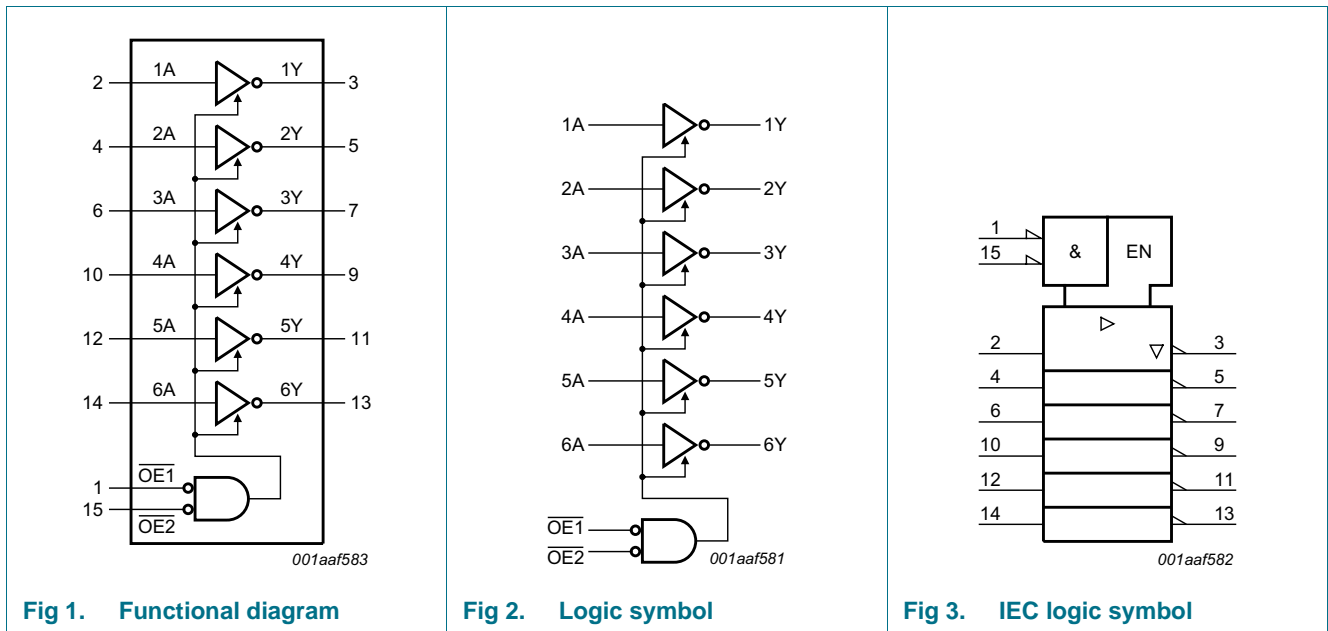 2 1A 1Y 3
4 2A 2Y 5
6 3A 3Y 7
10 4A 4Y 9
12 5A 5Y 11
14 6A 6Y 13
1 OE1
15 OE2
001aaf583
Fig 1. Functional diagram
1A 1Y
2A 2Y
3A 3Y
4A 4Y
5A 5Y
6A 6Y
OE1
OE2
001aaf581
Fig 2. Logic symbol
1
15
& EN
2 3
4 5
6 7
10 9
12 11
14 13
001aaf582
Fig 3. IEC logic symbol